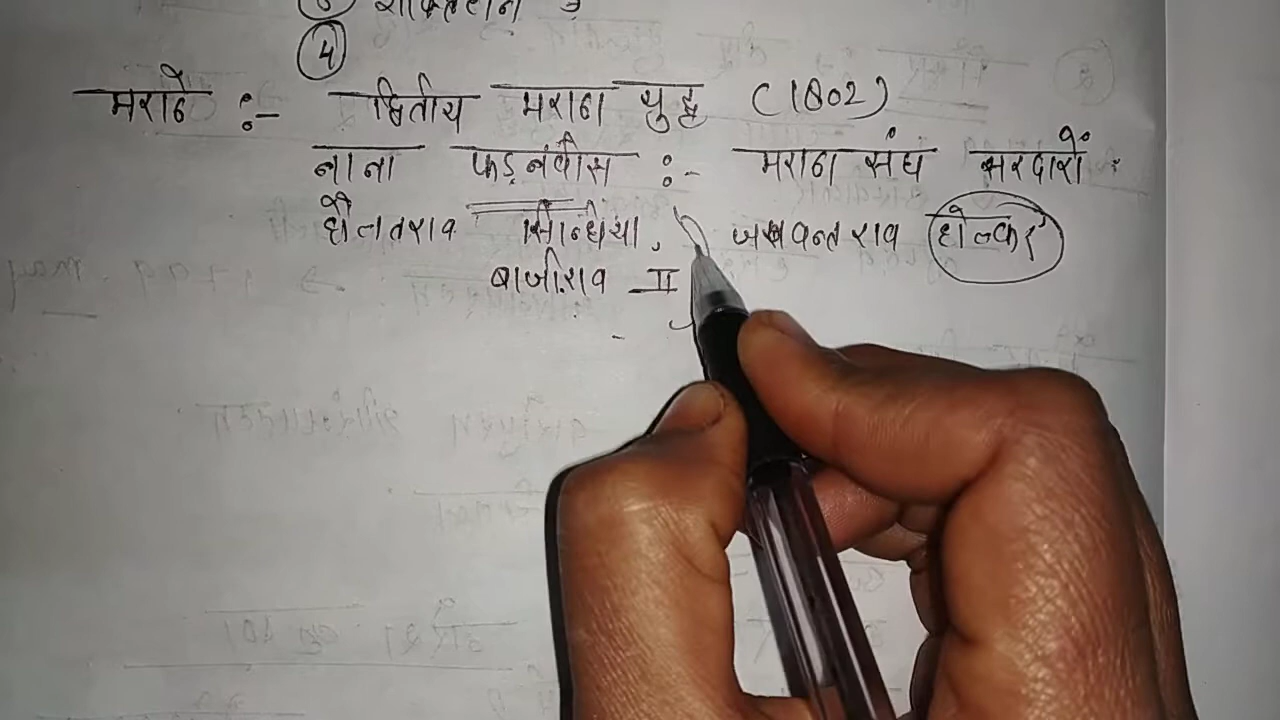 ④
मराठे :- द्वितीय मराठा युद्ध (1802)
नाना फड़नवीस :- मराठा संघ सरदारों
दौलतराव सिन्धिया, जसवन्त राव होल्कर
बाजीराव II